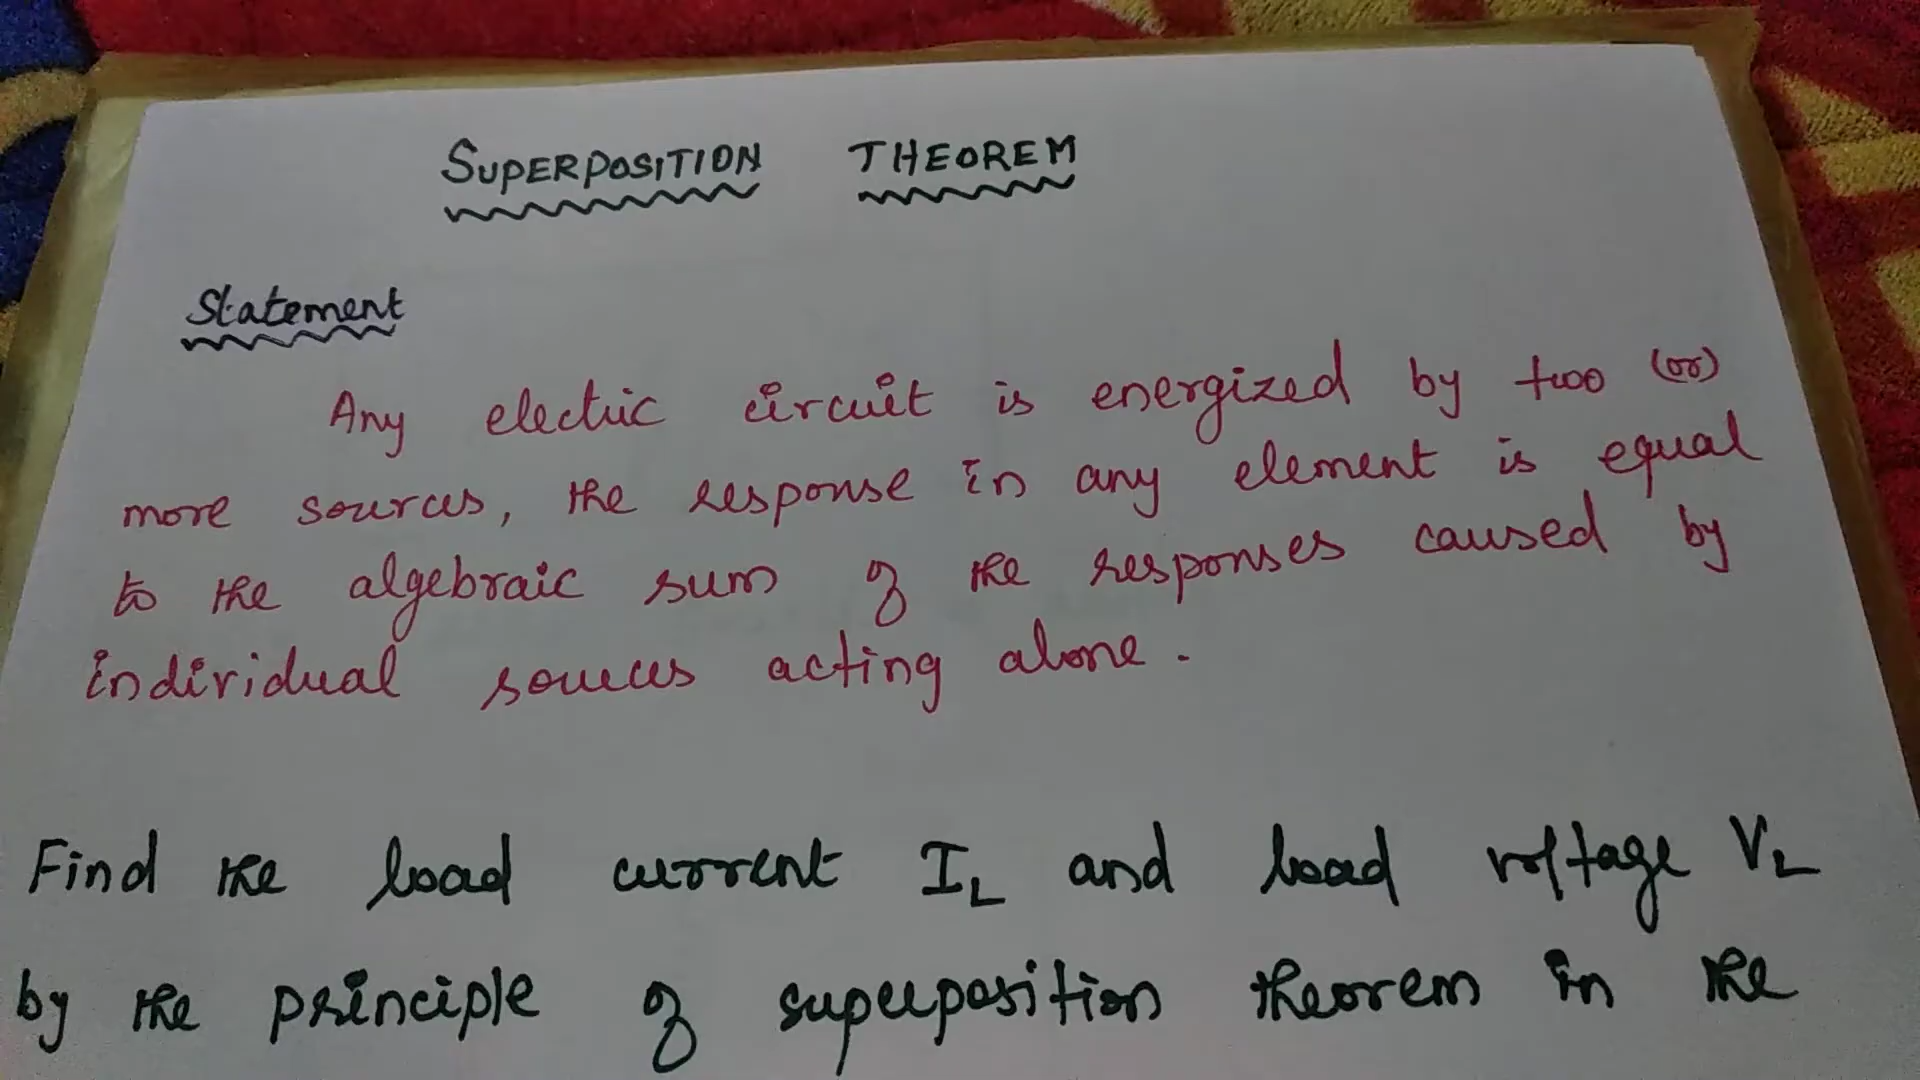 SUPERPOSITION THEOREM
Statement
Any electric circuit is energized by two (or)
more sources, the response in any element is equal
to the algebraic sum of the responses caused by
individual sources acting alone.
Find the load current IL and load voltage VL
by the principle of superposition theorem in the